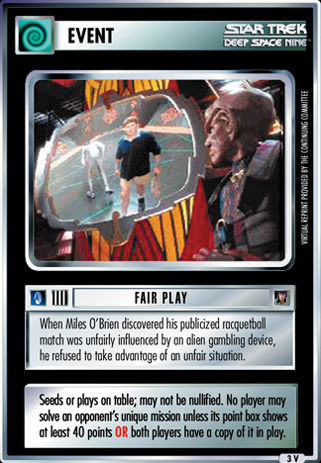 EVENT
STAR TREK
DEEP SPACE NINE
VIRTUAL REPRINT PROVIDED BY THE CONTINUING COMMITTEE
FAIR PLAY
When Miles O'Brien discovered his publicized racquetball
match was unfairly influenced by an alien gambling device,
he refused to take advantage of an unfair situation.
Seeds or plays on table; may not be nullified. No player may
solve an opponent's unique mission unless its point box shows
at least 40 points OR both players have a copy of it in play.
3 V